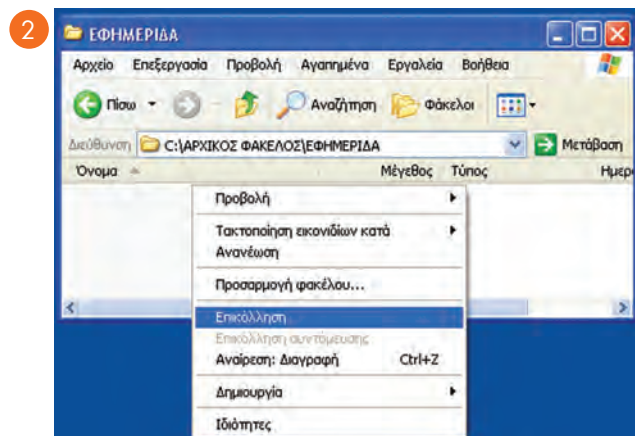 2
ΕΦΗΜΕΡΙΔΑ
Αρχείο Επεξεργασία Προβολή Αγαπημένα Εργαλεία Βοήθεια
Πίσω Αναζήτηση Φάκελοι
Διεύθυνση C:\ΑΡΧΙΚΟΣ ΦΑΚΕΛΟΣ\ΕΦΗΜΕΡΙΔΑ Μετάβαση
Όνομα Μέγεθος Τύπος Ημερο
Προβολή
Τακτοποίηση εικονιδίων κατά
Ανανέωση
Προσαρμογή φακέλου...
Επικόλληση
Επικόλληση συντόμευσης
Αναίρεση: Διαγραφή Ctrl+Z
Δημιουργία
Ιδιότητες